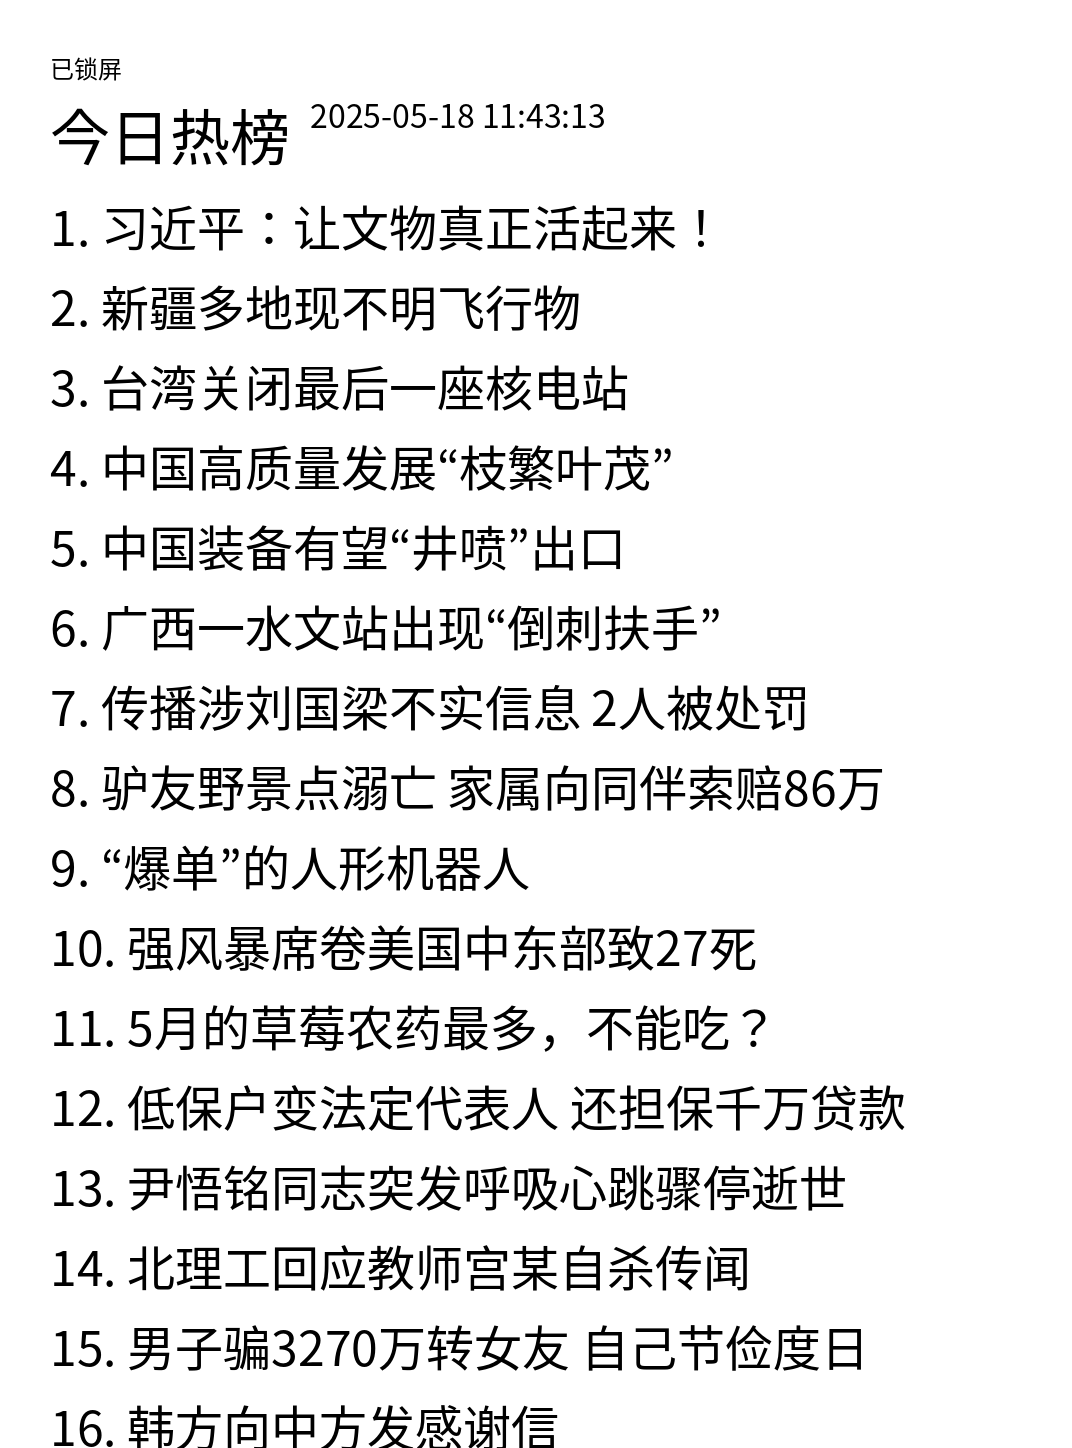 已锁屏
今日热榜 2025-05-18 11:43:13
1. 习近平：让文物真正活起来！
2. 新疆多地现不明飞行物
3. 台湾关闭最后一座核电站
4. 中国高质量发展“枝繁叶茂”
5. 中国装备有望“井喷”出口
6. 广西一水文站出现“倒刺扶手”
7. 传播涉刘国梁不实信息 2人被处罚
8. 驴友野景点溺亡 家属向同伴索赔86万
9. “爆单”的人形机器人
10. 强风暴席卷美国中东部致27死
11. 5月的草莓农药最多，不能吃？
12. 低保户变法定代表人 还担保千万贷款
13. 尹悟铭同志突发呼吸心跳骤停逝世
14. 北理工回应教师宫某自杀传闻
15. 男子骗3270万转女友 自己节俭度日
16. 韩方向中方发感谢信